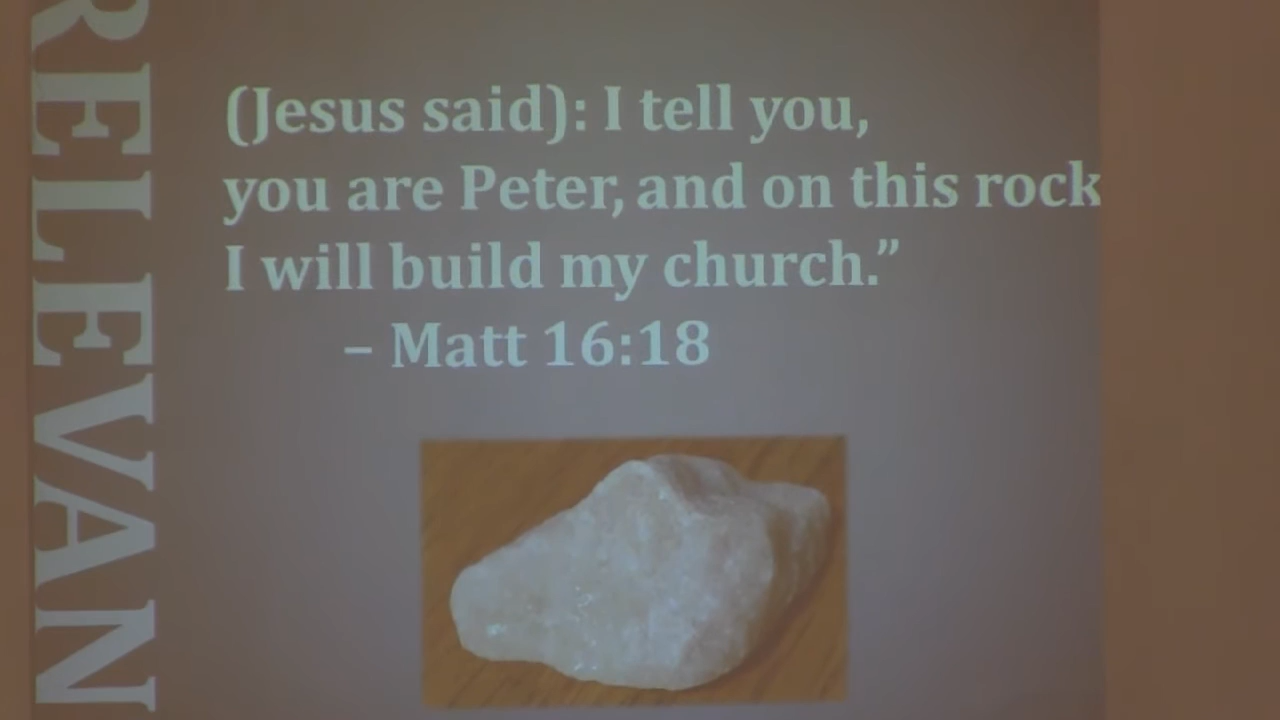 RELEVAN
(Jesus said): I tell you,
you are Peter, and on this rock
I will build my church.”
– Matt 16:18